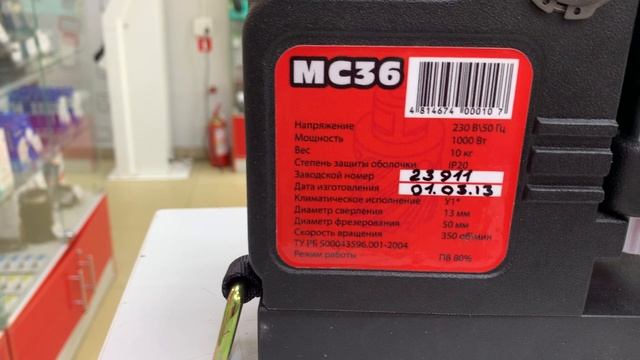 МС36
4 814674 000107
Напряжение 230 В\50 Гц
Мощность 1000 Вт
Вес 10 кг
Степень защиты оболочки IP20
Заводской номер 23911
Дата изготовления 01.03.13
Климатическое исполнение У1*
Диаметр сверления 13 мм
Диаметр фрезерования 50 мм
Скорость вращения 350 об\мин
ТУ РБ 500043596.001-2004
Режим работы ПВ 80%